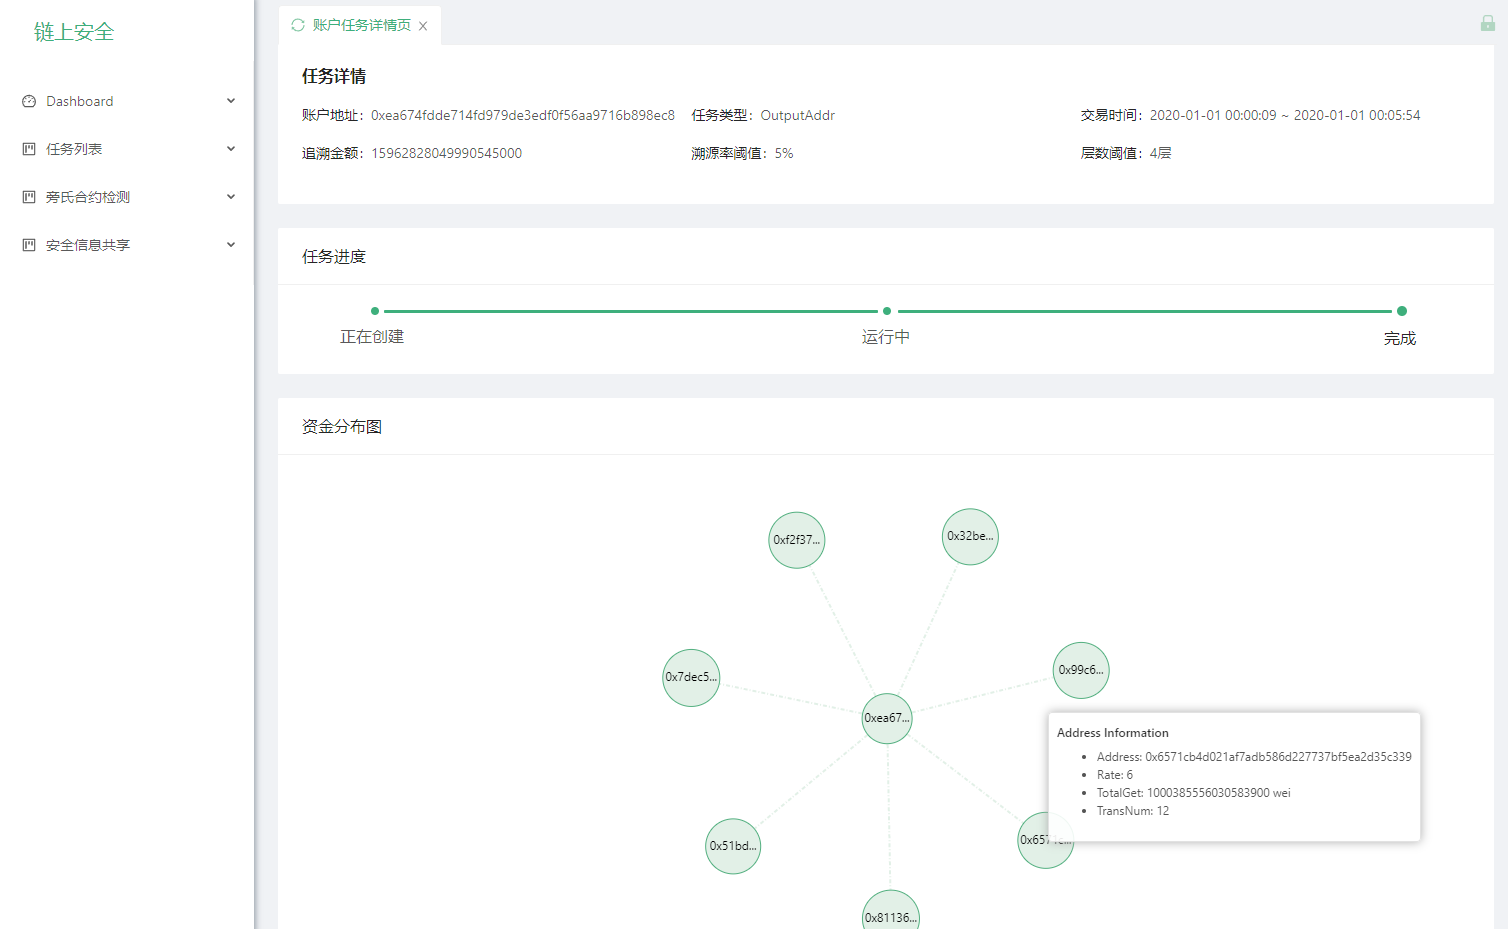 链上安全
Dashboard
任务列表
旁氏合约检测
安全信息共享
账户任务详情页
任务详情
账户地址：0xea674fdde714fd979de3edf0f56aa9716b898ec8 任务类型：OutputAddr 交易时间：2020-01-01 00:00:09 ~ 2020-01-01 00:05:54
追溯金额：15962828049990545000 溯源率阈值：5% 层数阈值：4层
任务进度
正在创建 运行中 完成
资金分布图
0xf2f37... 0x32be...
0x7dec5... 0x99c6...
0xea67...
Address Information
Address: 0x6571cb4d021af7adb586d227737bf5ea2d35c339
Rate: 6
TotalGet: 1000385556030583900 wei
TransNum: 12
0x51bd... 0x6571c...
0x81136...